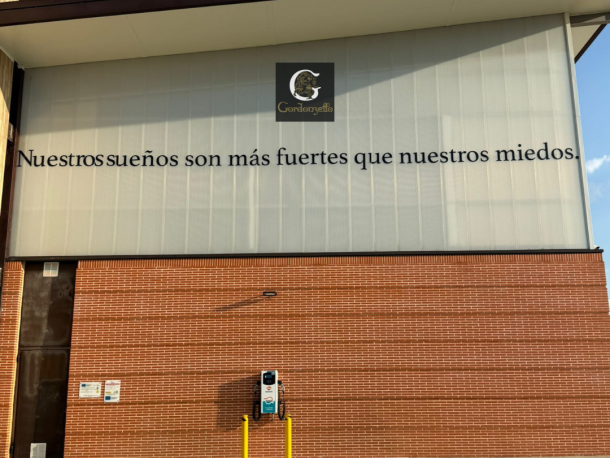 G
Gordonzello
Nuestros sueños son más fuertes que nuestros miedos.